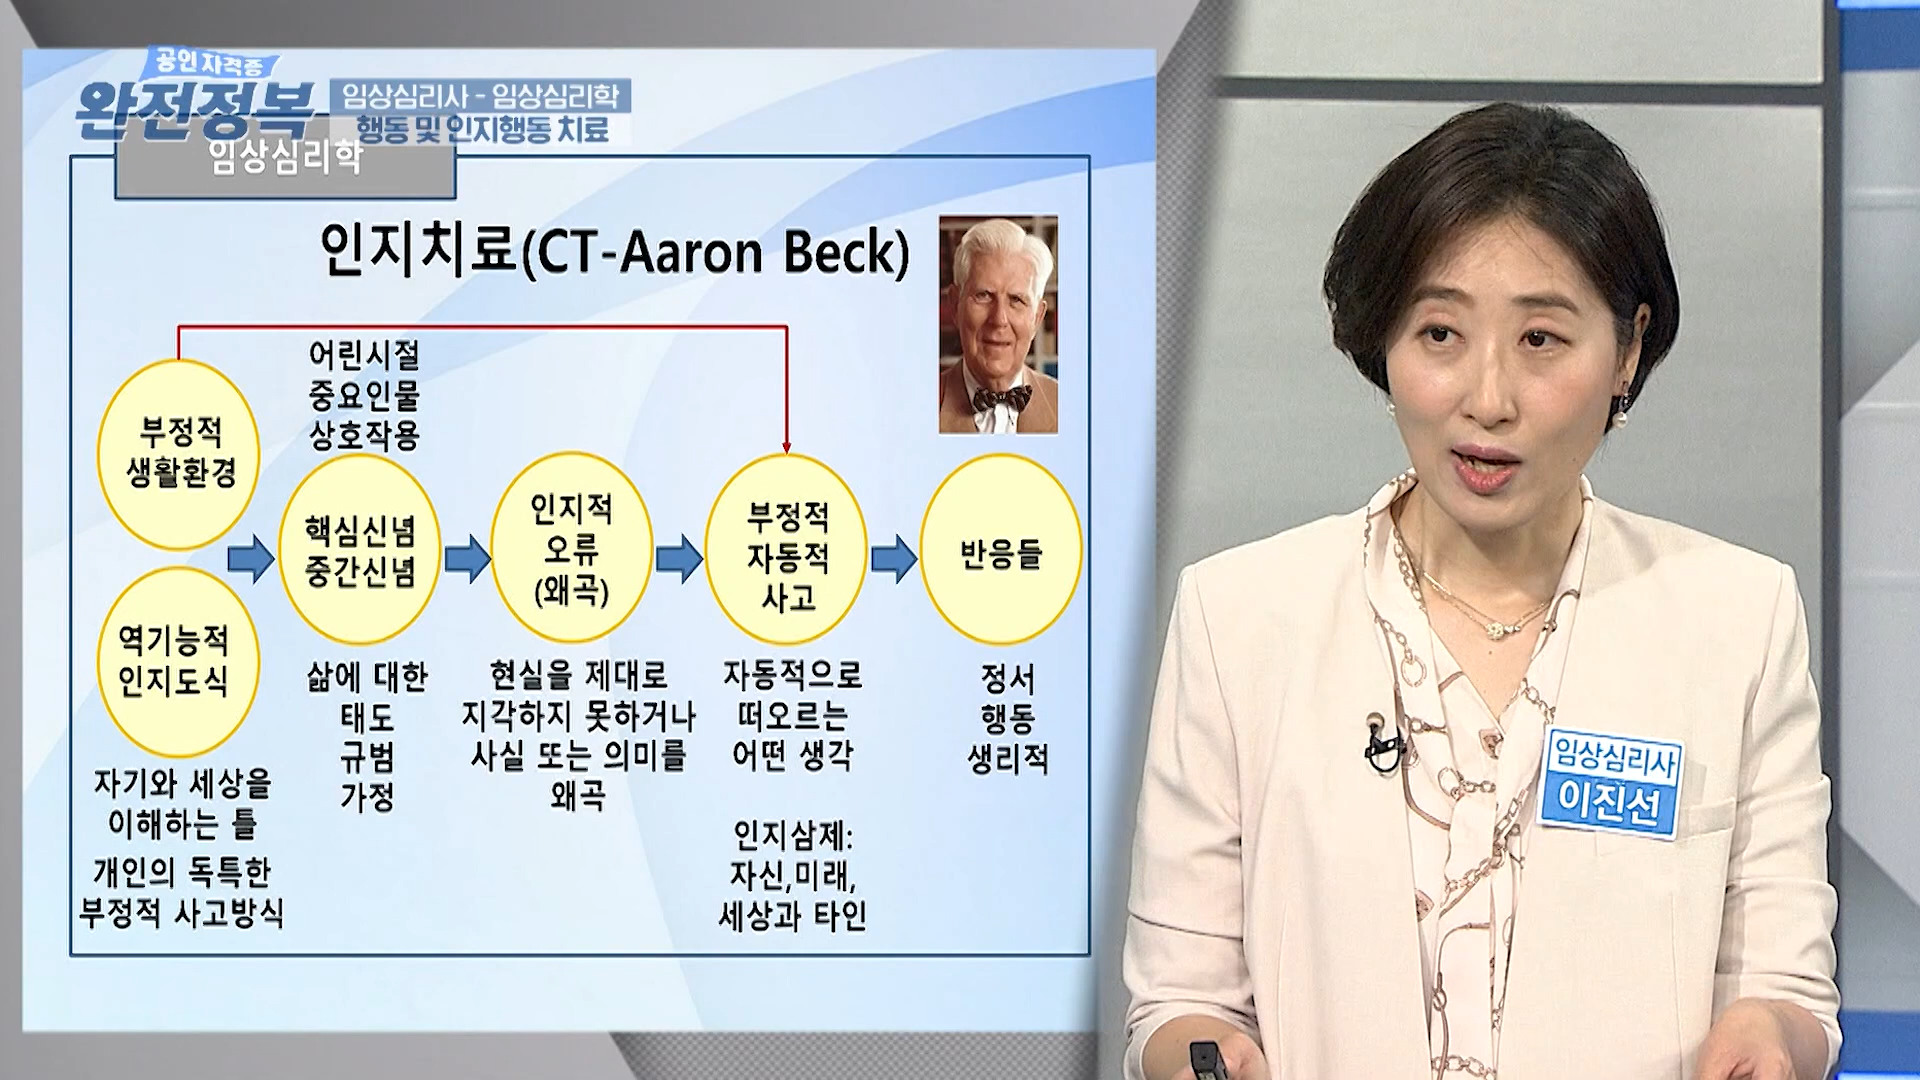 공인 자격증
완전정복
임상심리사 - 임상심리학
행동 및 인지행동 치료
임상심리학
인지치료(CT-Aaron Beck)
부정적
생활환경
역기능적
인지도식
자기와 세상을
이해하는 틀
개인의 독특한
부정적 사고방식
어린시절
중요인물
상호작용
핵심신념
중간신념
삶에 대한
태도
규범
가정
인지적
오류
(왜곡)
현실을 제대로
지각하지 못하거나
사실 또는 의미를
왜곡
부정적
자동적
사고
자동적으로
떠오르는
어떤 생각
인지삼제:
자신,미래,
세상과 타인
반응들
정서
행동
생리적
임상심리사
이진선